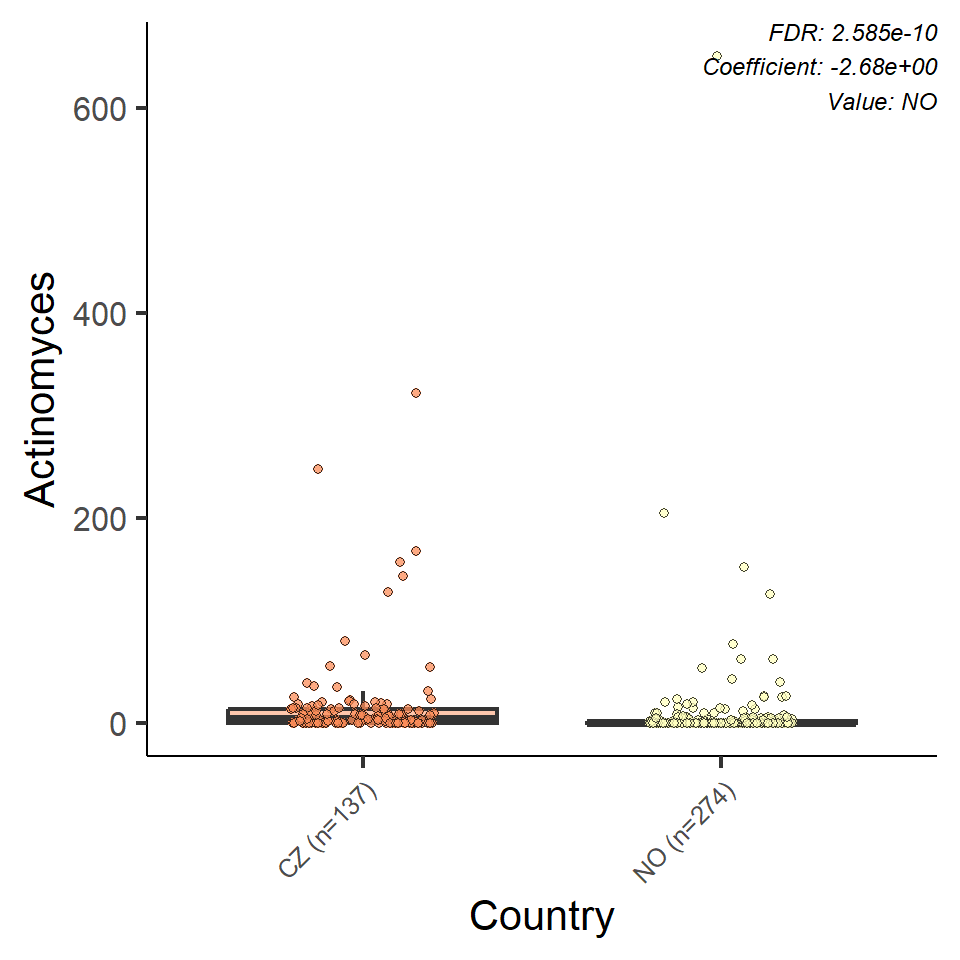 FDR: 2.585e-10
Coefficient: -2.68e+00
Value: NO
600
400
200
0
Actinomyces
CZ (n=137)
NO (n=274)
Country